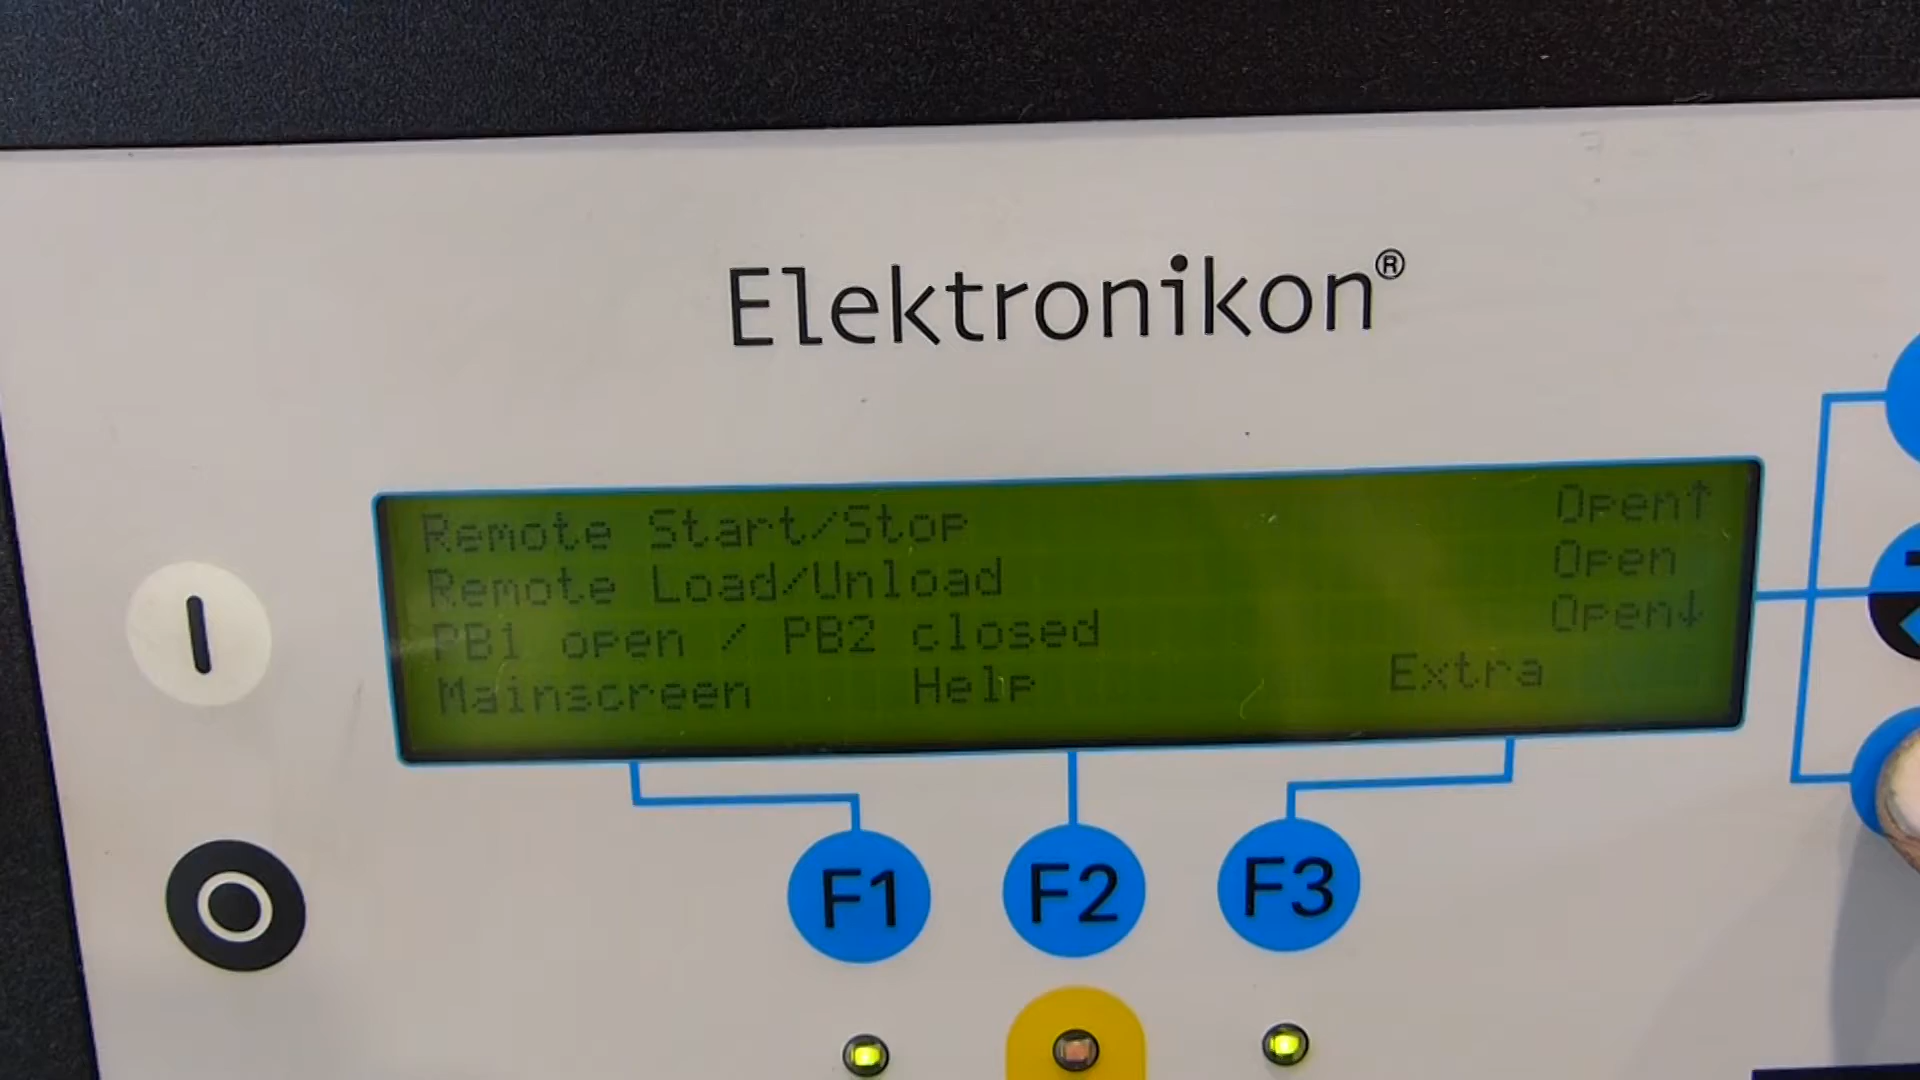 Elektronikon®
Remote Start/Stop Open↑
Remote Load/Unload Open
PB1 open / PB2 closed Open↓
Mainscreen Help Extra
F1 F2 F3